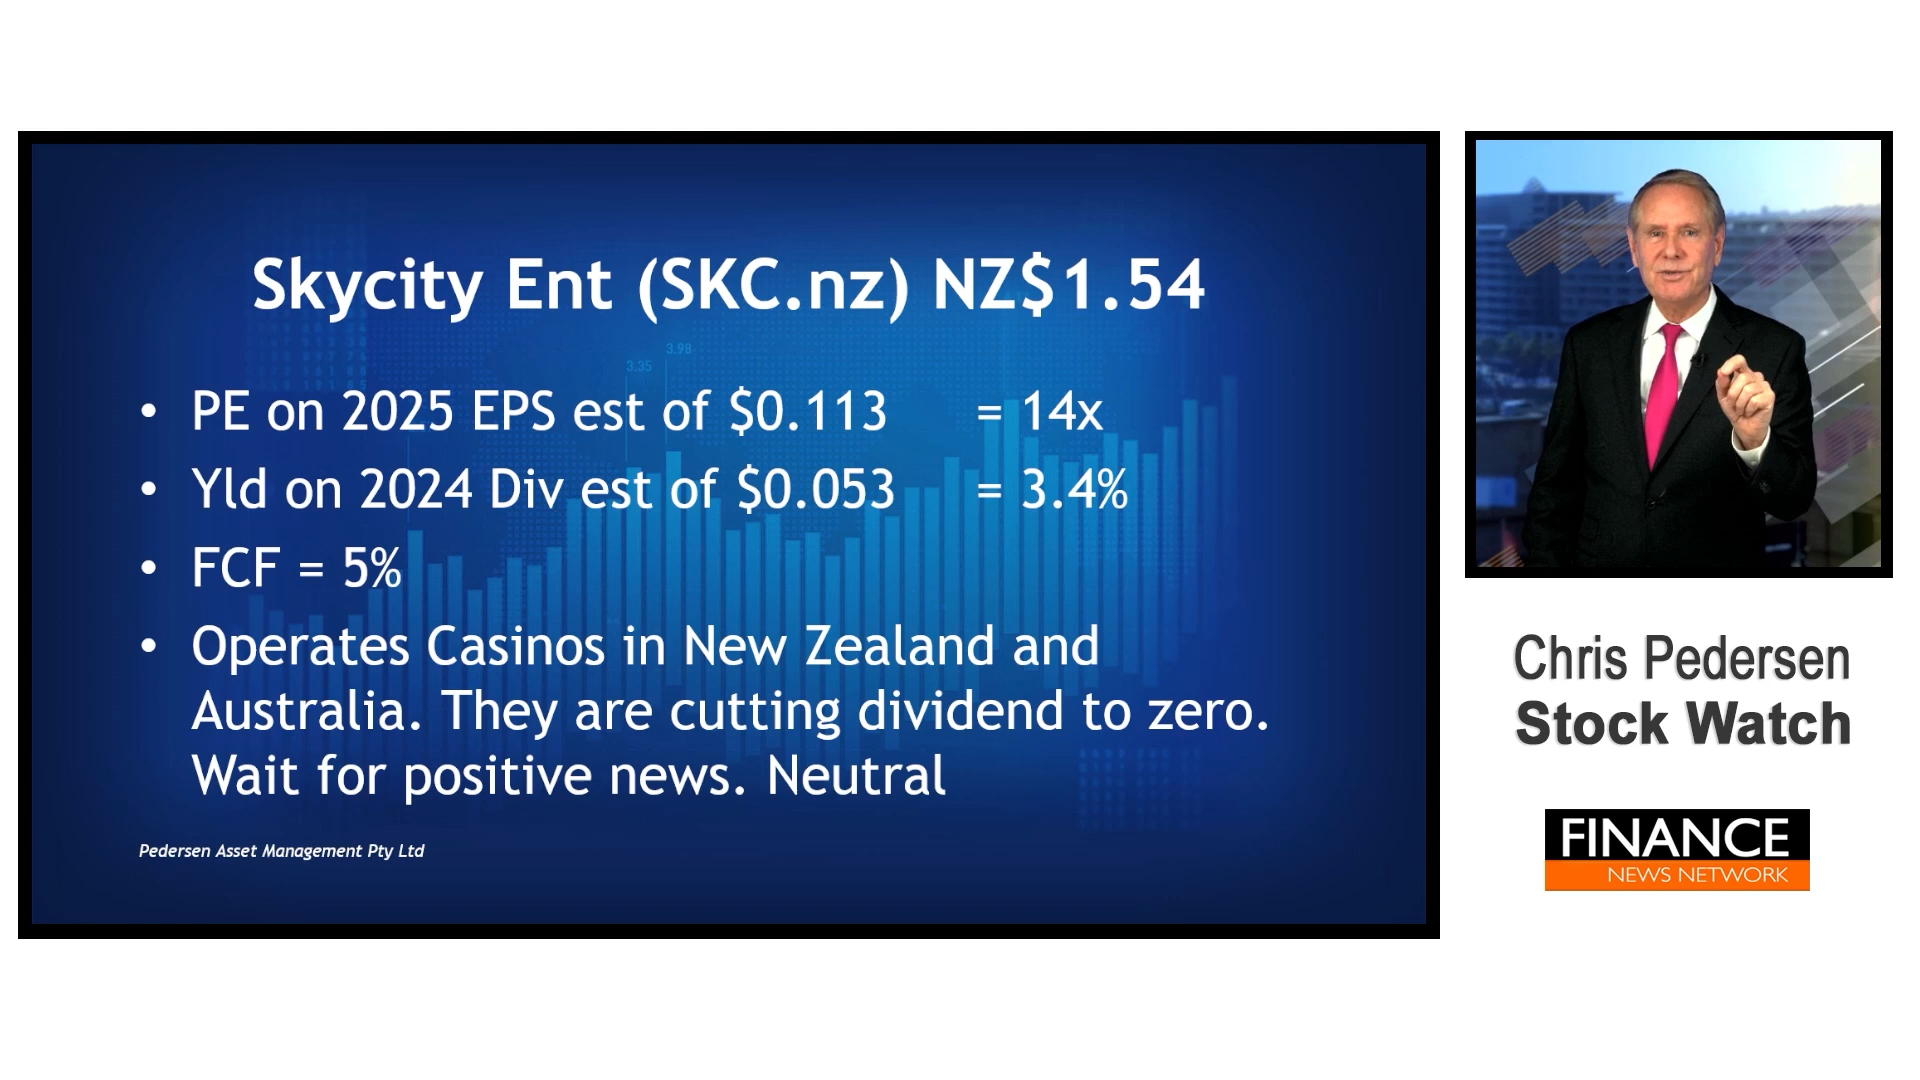 Skycity Ent (SKC.nz) NZ$1.54
3.98
3.35
• PE on 2025 EPS est of $0.113 = 14x
• Yld on 2024 Div est of $0.053 = 3.4%
• FCF = 5%
• Operates Casinos in New Zealand and
Australia. They are cutting dividend to zero.
Wait for positive news. Neutral
Pedersen Asset Management Pty Ltd
Chris Pedersen
Stock Watch
FINANCE
NEWS NETWORK